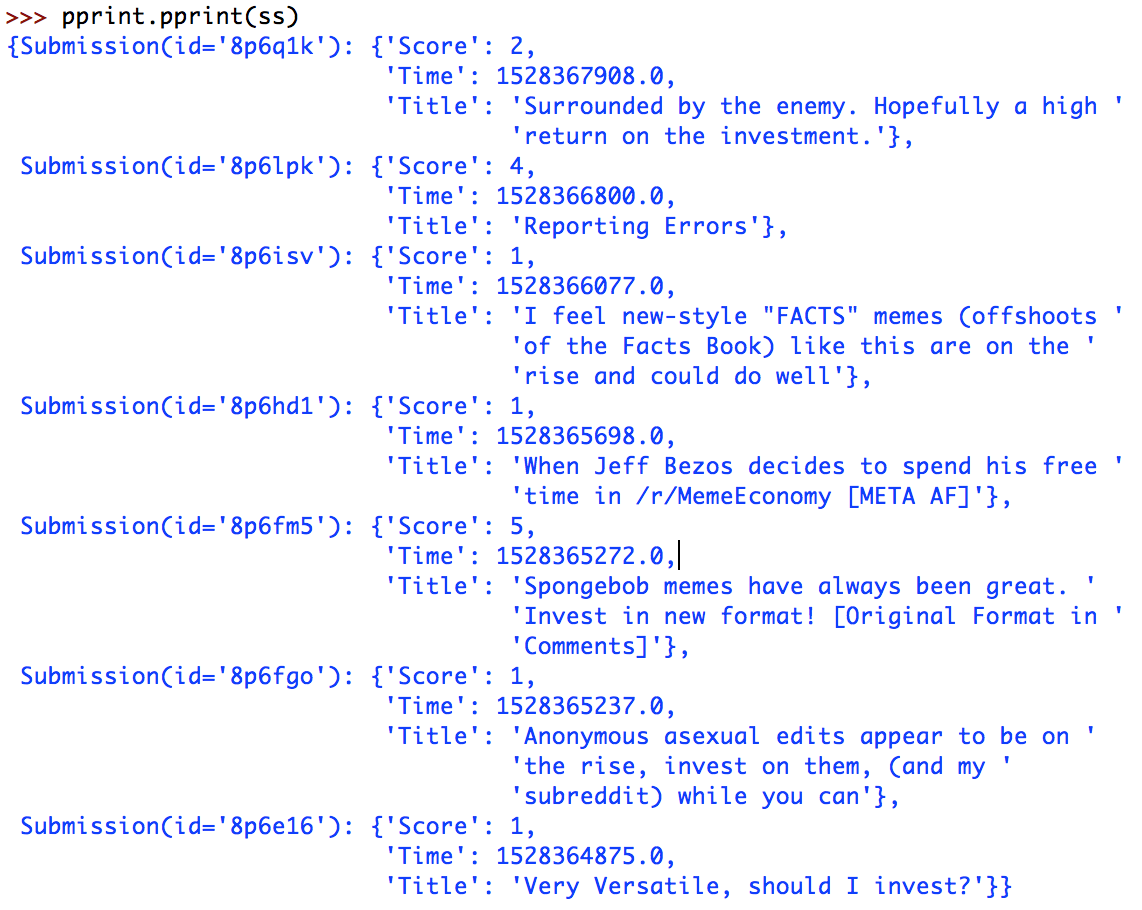 >>> pprint.pprint(ss)
{Submission(id='8p6q1k'): {'Score': 2,
                           'Time': 1528367908.0,
                           'Title': 'Surrounded by the enemy. Hopefully a high '
                                    'return on the investment.'},
 Submission(id='8p6lpk'): {'Score': 4,
                           'Time': 1528366800.0,
                           'Title': 'Reporting Errors'},
 Submission(id='8p6isv'): {'Score': 1,
                           'Time': 1528366077.0,
                           'Title': 'I feel new-style "FACTS" memes (offshoots '
                                    'of the Facts Book) like this are on the '
                                    'rise and could do well'},
 Submission(id='8p6hd1'): {'Score': 1,
                           'Time': 1528365698.0,
                           'Title': 'When Jeff Bezos decides to spend his free '
                                    'time in /r/MemeEconomy [META AF]'},
 Submission(id='8p6fm5'): {'Score': 5,
                           'Time': 1528365272.0,
                           'Title': 'Spongebob memes have always been great. '
                                    'Invest in new format! [Original Format in '
                                    'Comments]'},
 Submission(id='8p6fgo'): {'Score': 1,
                           'Time': 1528365237.0,
                           'Title': 'Anonymous asexual edits appear to be on '
                                    'the rise, invest on them, (and my '
                                    'subreddit) while you can'},
 Submission(id='8p6e16'): {'Score': 1,
                           'Time': 1528364875.0,
                           'Title': 'Very Versatile, should I invest?'}}